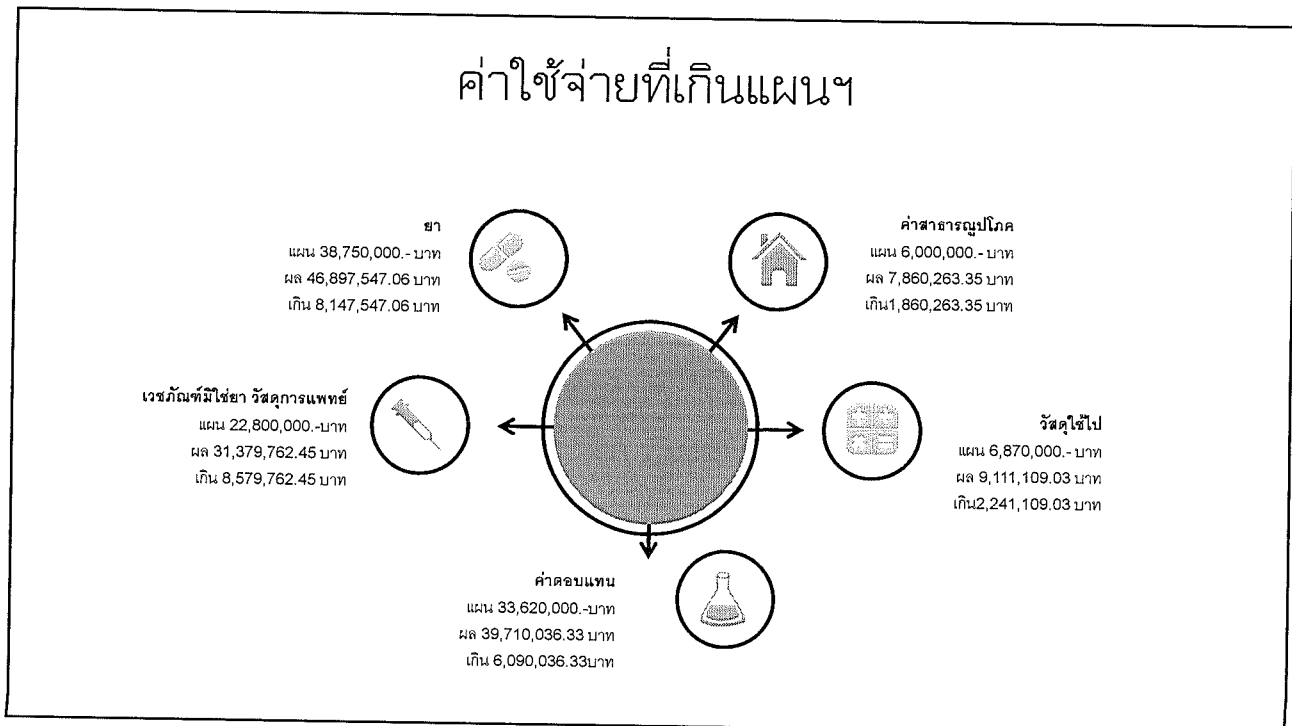 ค่าใช้จ่ายที่เกินแผนฯ
ยา
แผน 38,750,000.- บาท
ผล 46,897,547.06 บาท
เกิน 8,147,547.06 บาท
ค่าสาธารณูปโภค
แผน 6,000,000.- บาท
ผล 7,860,263.35 บาท
เกิน1,860,263.35 บาท
เวชภัณฑ์มิใช่ยา วัสดุการแพทย์
แผน 22,800,000.-บาท
ผล 31,379,762.45 บาท
เกิน 8,579,762.45 บาท
วัสดุใช้ไป
แผน 6,870,000.- บาท
ผล 9,111,109.03 บาท
เกิน2,241,109.03 บาท
ค่าตอบแทน
แผน 33,620,000.-บาท
ผล 39,710,036.33 บาท
เกิน 6,090,036.33บาท